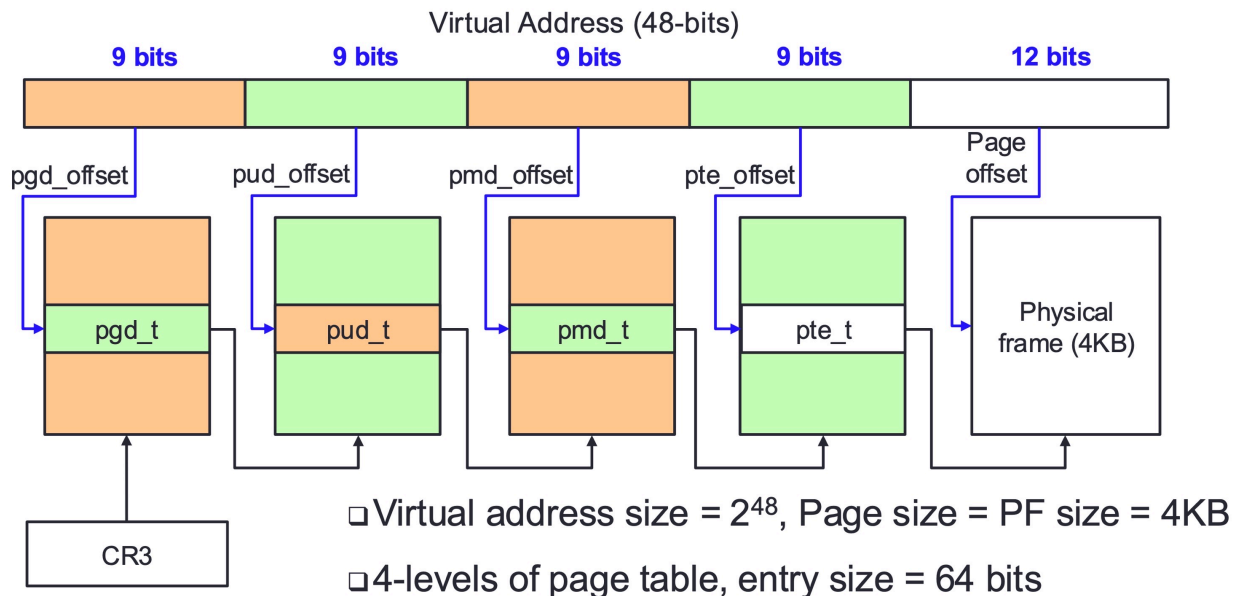 Virtual Address (48-bits)
9 bits 9 bits 9 bits 9 bits 12 bits
pgd_offset pud_offset pmd_offset pte_offset Page
offset
pgd_t pud_t pmd_t pte_t Physical
frame (4KB)
CR3
❑Virtual address size = 2⁴⁸, Page size = PF size = 4KB
❑4-levels of page table, entry size = 64 bits